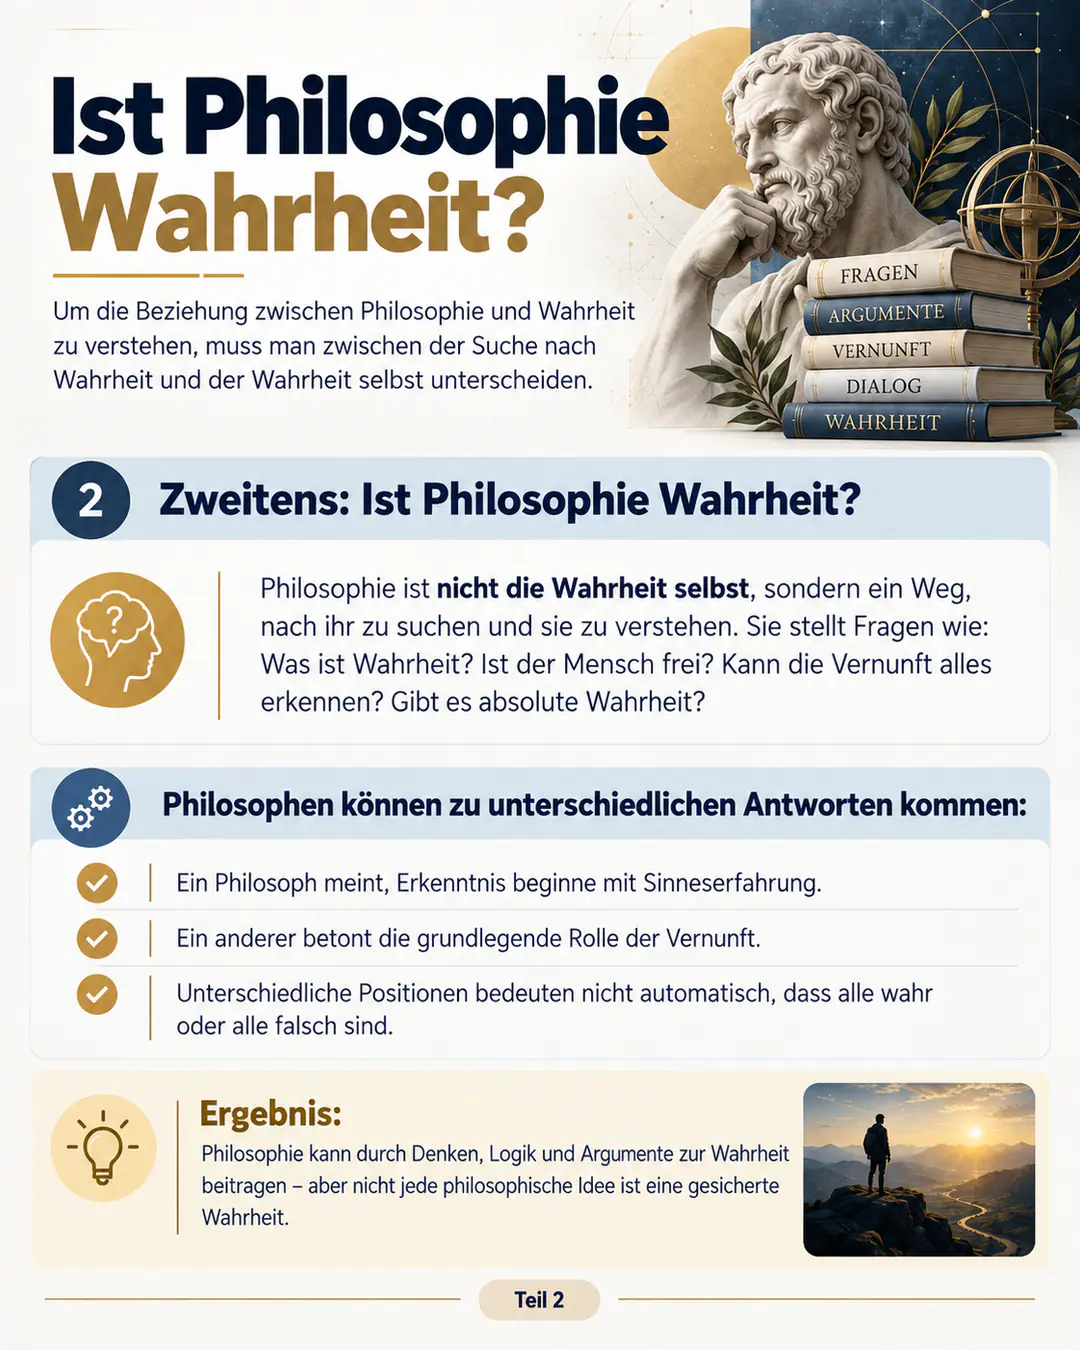 Ist Philosophie
Wahrheit?
Um die Beziehung zwischen Philosophie und Wahrheit
zu verstehen, muss man zwischen der Suche nach
Wahrheit und der Wahrheit selbst unterscheiden.
FRAGEN
ARGUMENTE
VERNUNFT
DIALOG
WAHRHEIT
2 Zweitens: Ist Philosophie Wahrheit?
?
Philosophie ist nicht die Wahrheit selbst, sondern ein Weg,
nach ihr zu suchen und sie zu verstehen. Sie stellt Fragen wie:
Was ist Wahrheit? Ist der Mensch frei? Kann die Vernunft alles
erkennen? Gibt es absolute Wahrheit?
Philosophen können zu unterschiedlichen Antworten kommen:
Ein Philosoph meint, Erkenntnis beginne mit Sinneserfahrung.
Ein anderer betont die grundlegende Rolle der Vernunft.
Unterschiedliche Positionen bedeuten nicht automatisch, dass alle wahr
oder alle falsch sind.
Ergebnis:
Philosophie kann durch Denken, Logik und Argumente zur Wahrheit
beitragen – aber nicht jede philosophische Idee ist eine gesicherte
Wahrheit.
Teil 2